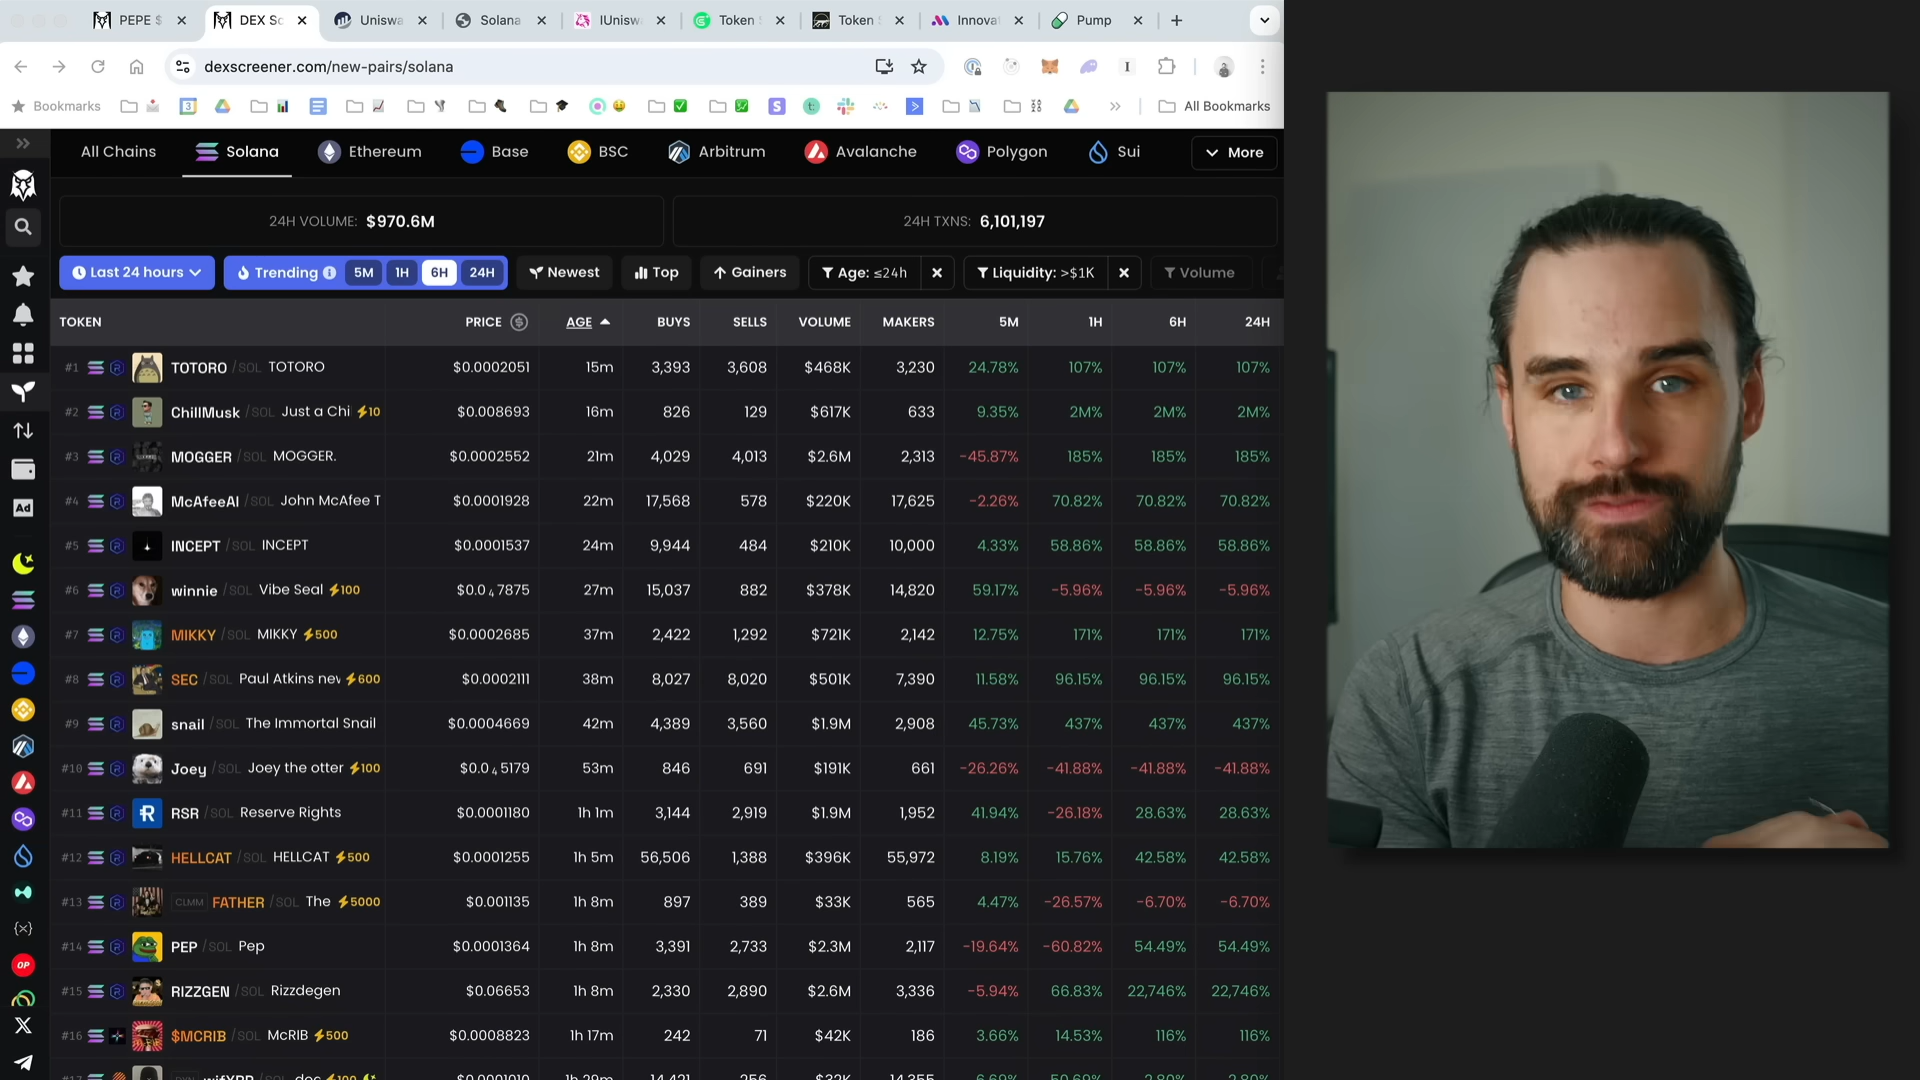 PEPE $
DEX Sc
Uniswa
Solana
IUnisw
Token
Token
Innova
Pump
dexscreener.com/new-pairs/solana
Bookmarks
All Bookmarks
All Chains Solana Ethereum Base BSC Arbitrum Avalanche Polygon Sui More
24H VOLUME: $970.6M
24H TXNS: 6,101,197
Last 24 hours Trending 5M 1H 6H 24H Newest Top Gainers Age: ≤24h Liquidity: >$1K Volume
TOKEN PRICE AGE BUYS SELLS VOLUME MAKERS 5M 1H 6H 24H
#1 TOTORO /SOL TOTORO $0.0002051 15m 3,393 3,608 $468K 3,230 24.78% 107% 107% 107%
#2 ChillMusk /SOL Just a Chi 10 $0.008693 16m 826 129 $617K 633 9.35% 2M% 2M% 2M%
#3 MOGGER /SOL MOGGER. $0.0002552 21m 4,029 4,013 $2.6M 2,313 -45.87% 185% 185% 185%
#4 McAfeeAI /SOL John McAfee T $0.0001928 22m 17,568 578 $220K 17,625 -2.26% 70.82% 70.82% 70.82%
#5 INCEPT /SOL INCEPT $0.0001537 24m 9,944 484 $210K 10,000 4.33% 58.86% 58.86% 58.86%
#6 winnie /SOL Vibe Seal 100 $0.0₄7875 27m 15,037 882 $378K 14,820 59.17% -5.96% -5.96% -5.96%
#7 MIKKY /SOL MIKKY 500 $0.0002685 37m 2,422 1,292 $721K 2,142 12.75% 171% 171% 171%
#8 SEC /SOL Paul Atkins nev 600 $0.0002111 38m 8,027 8,020 $501K 7,390 11.58% 96.15% 96.15% 96.15%
#9 snail /SOL The Immortal Snail $0.0004669 42m 4,389 3,560 $1.9M 2,908 45.73% 437% 437% 437%
#10 Joey /SOL Joey the otter 100 $0.0₄5179 53m 846 691 $191K 661 -26.26% -41.88% -41.88% -41.88%
#11 RSR /SOL Reserve Rights $0.0001180 1h 1m 3,144 2,919 $1.9M 1,952 41.94% -26.18% 28.63% 28.63%
#12 HELLCAT /SOL HELLCAT 500 $0.0001255 1h 5m 56,506 1,388 $396K 55,972 8.19% 15.76% 42.58% 42.58%
#13 CLMM FATHER /SOL The 5000 $0.001135 1h 8m 897 389 $33K 565 4.47% -26.57% -6.70% -6.70%
#14 PEP /SOL Pep $0.0001364 1h 8m 3,391 2,733 $2.3M 2,117 -19.64% -60.82% 54.49% 54.49%
#15 RIZZGEN /SOL Rizzdegen $0.06653 1h 8m 2,330 2,890 $2.6M 3,336 -5.94% 66.83% 22,746% 22,746%
#16 $MCRIB /SOL McRIB 500 $0.0008823 1h 17m 242 71 $42K 186 3.66% 14.53% 116% 116%
Ad
OP